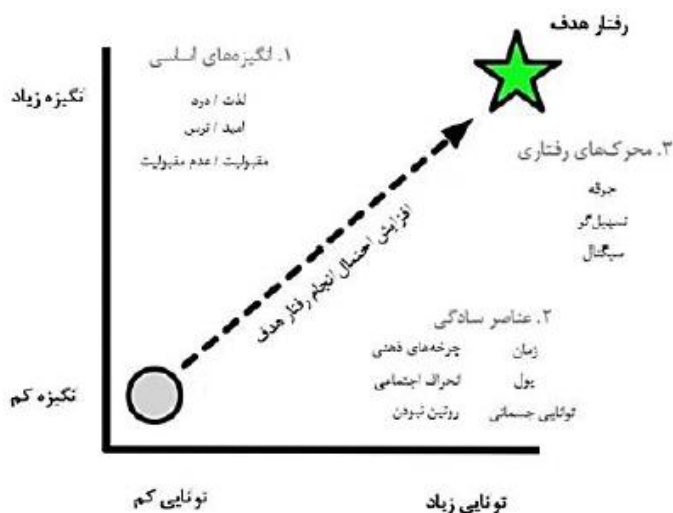 رفتار هدف
۱. انگیزه‌های اساسی
انگیزه زیاد
لذت / درد
امید / ترس
مقبولیت / عدم مقبولیت
۳. محرک‌های رفتاری
جرقه
تسهیل‌گر
سیگنال
افزایش احتمال انجام رفتار هدف
۲. عناصر سادگی
زمان چرخه‌های ذهنی
پول انحراف اجتماعی
توانایی جسمانی روتین نبودن
انگیزه کم
توانایی کم توانایی زیاد